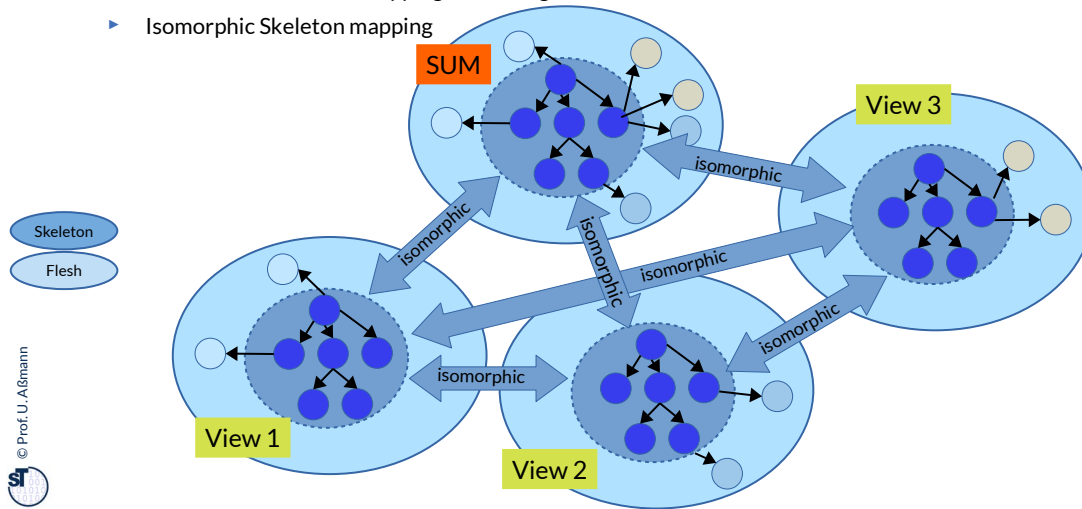 Isomorphic Skeleton mapping
SUM
View 3
isomorphic
isomorphic
isomorphic
isomorphic
Skeleton
Flesh
isomorphic
isomorphic
View 1
View 2
© Prof. U. Aßmann
ST